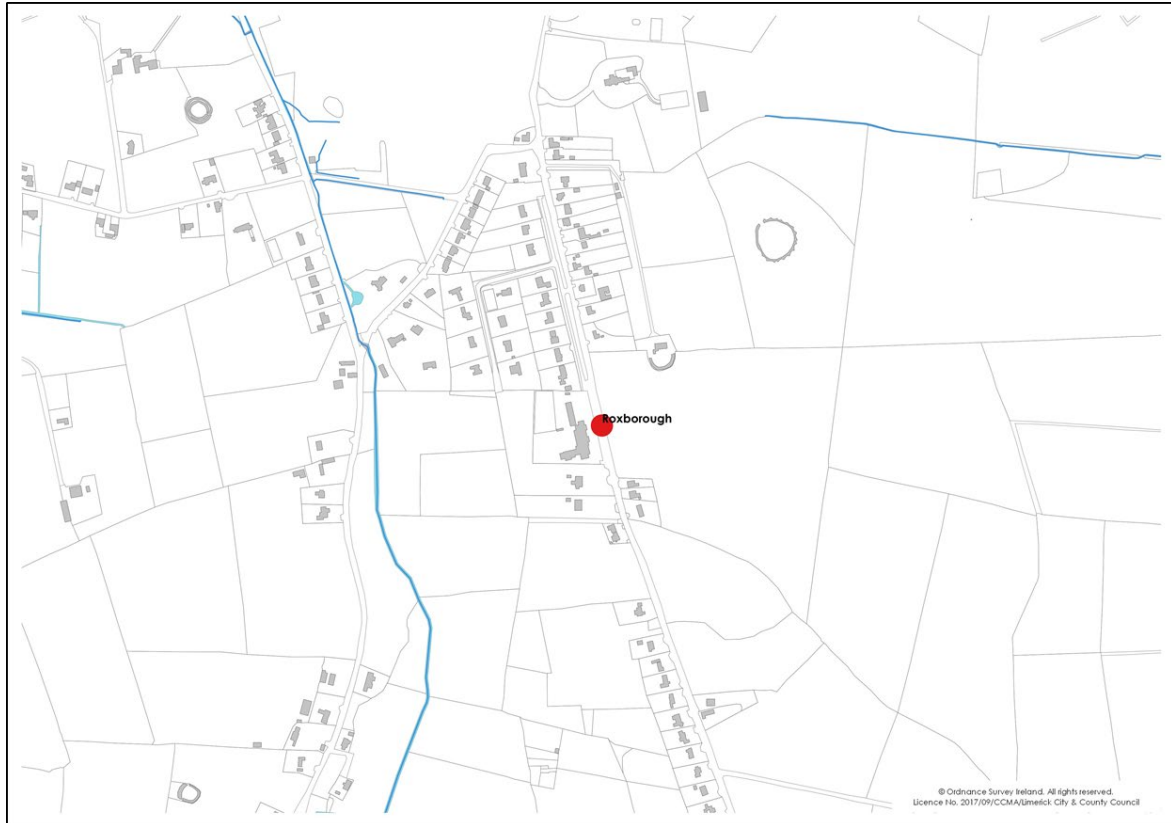 Roxborough
© Ordnance Survey Ireland. All rights reserved.
Licence No. 2017/09/CCMA/Limerick City & County Council